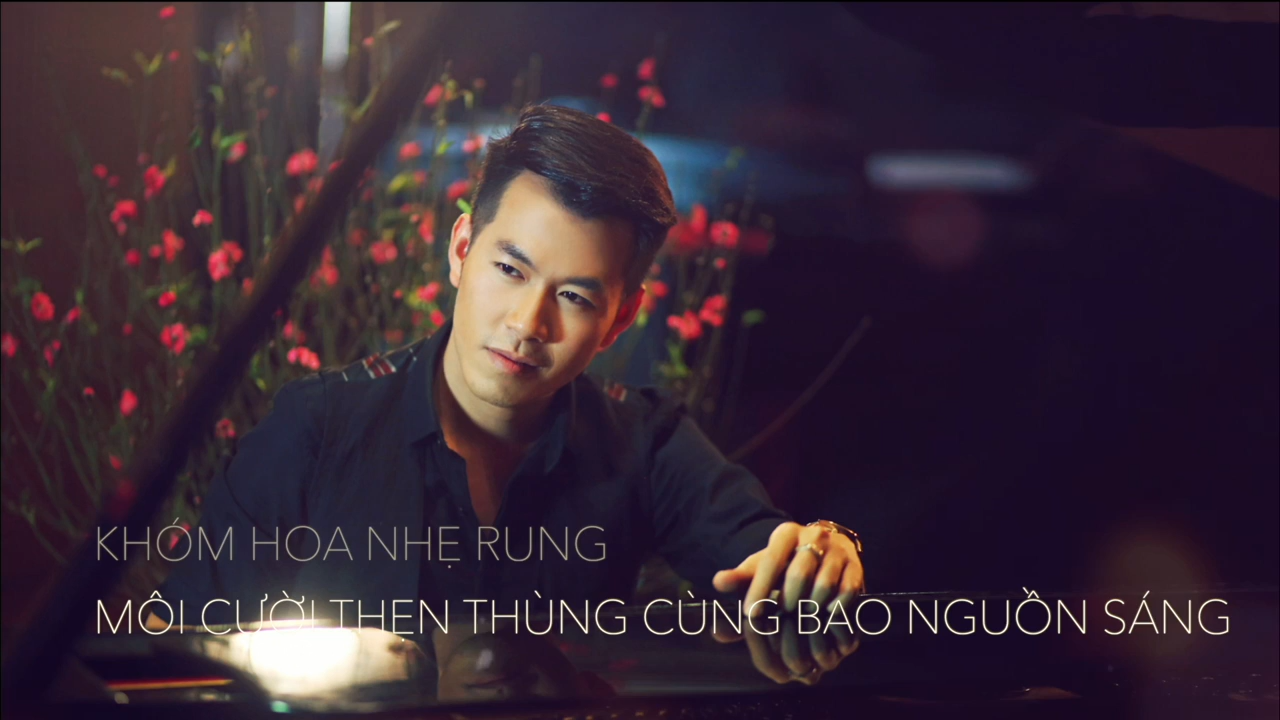 KHÓM HOA NHẸ RUNG
MÔI CƯỜI THẸN THÙNG CÙNG BAO NGUỒN SÁNG